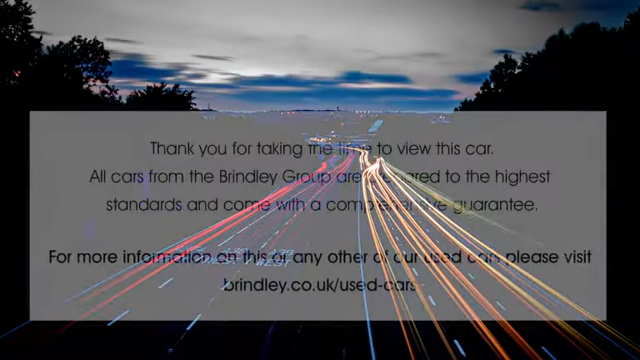 Thank you for taking the time to view this car.
All cars from the Brindley Group are prepared to the highest
standards and come with a comprehensive guarantee.
For more information on this or any other of our used cars please visit
brindley.co.uk/used-cars